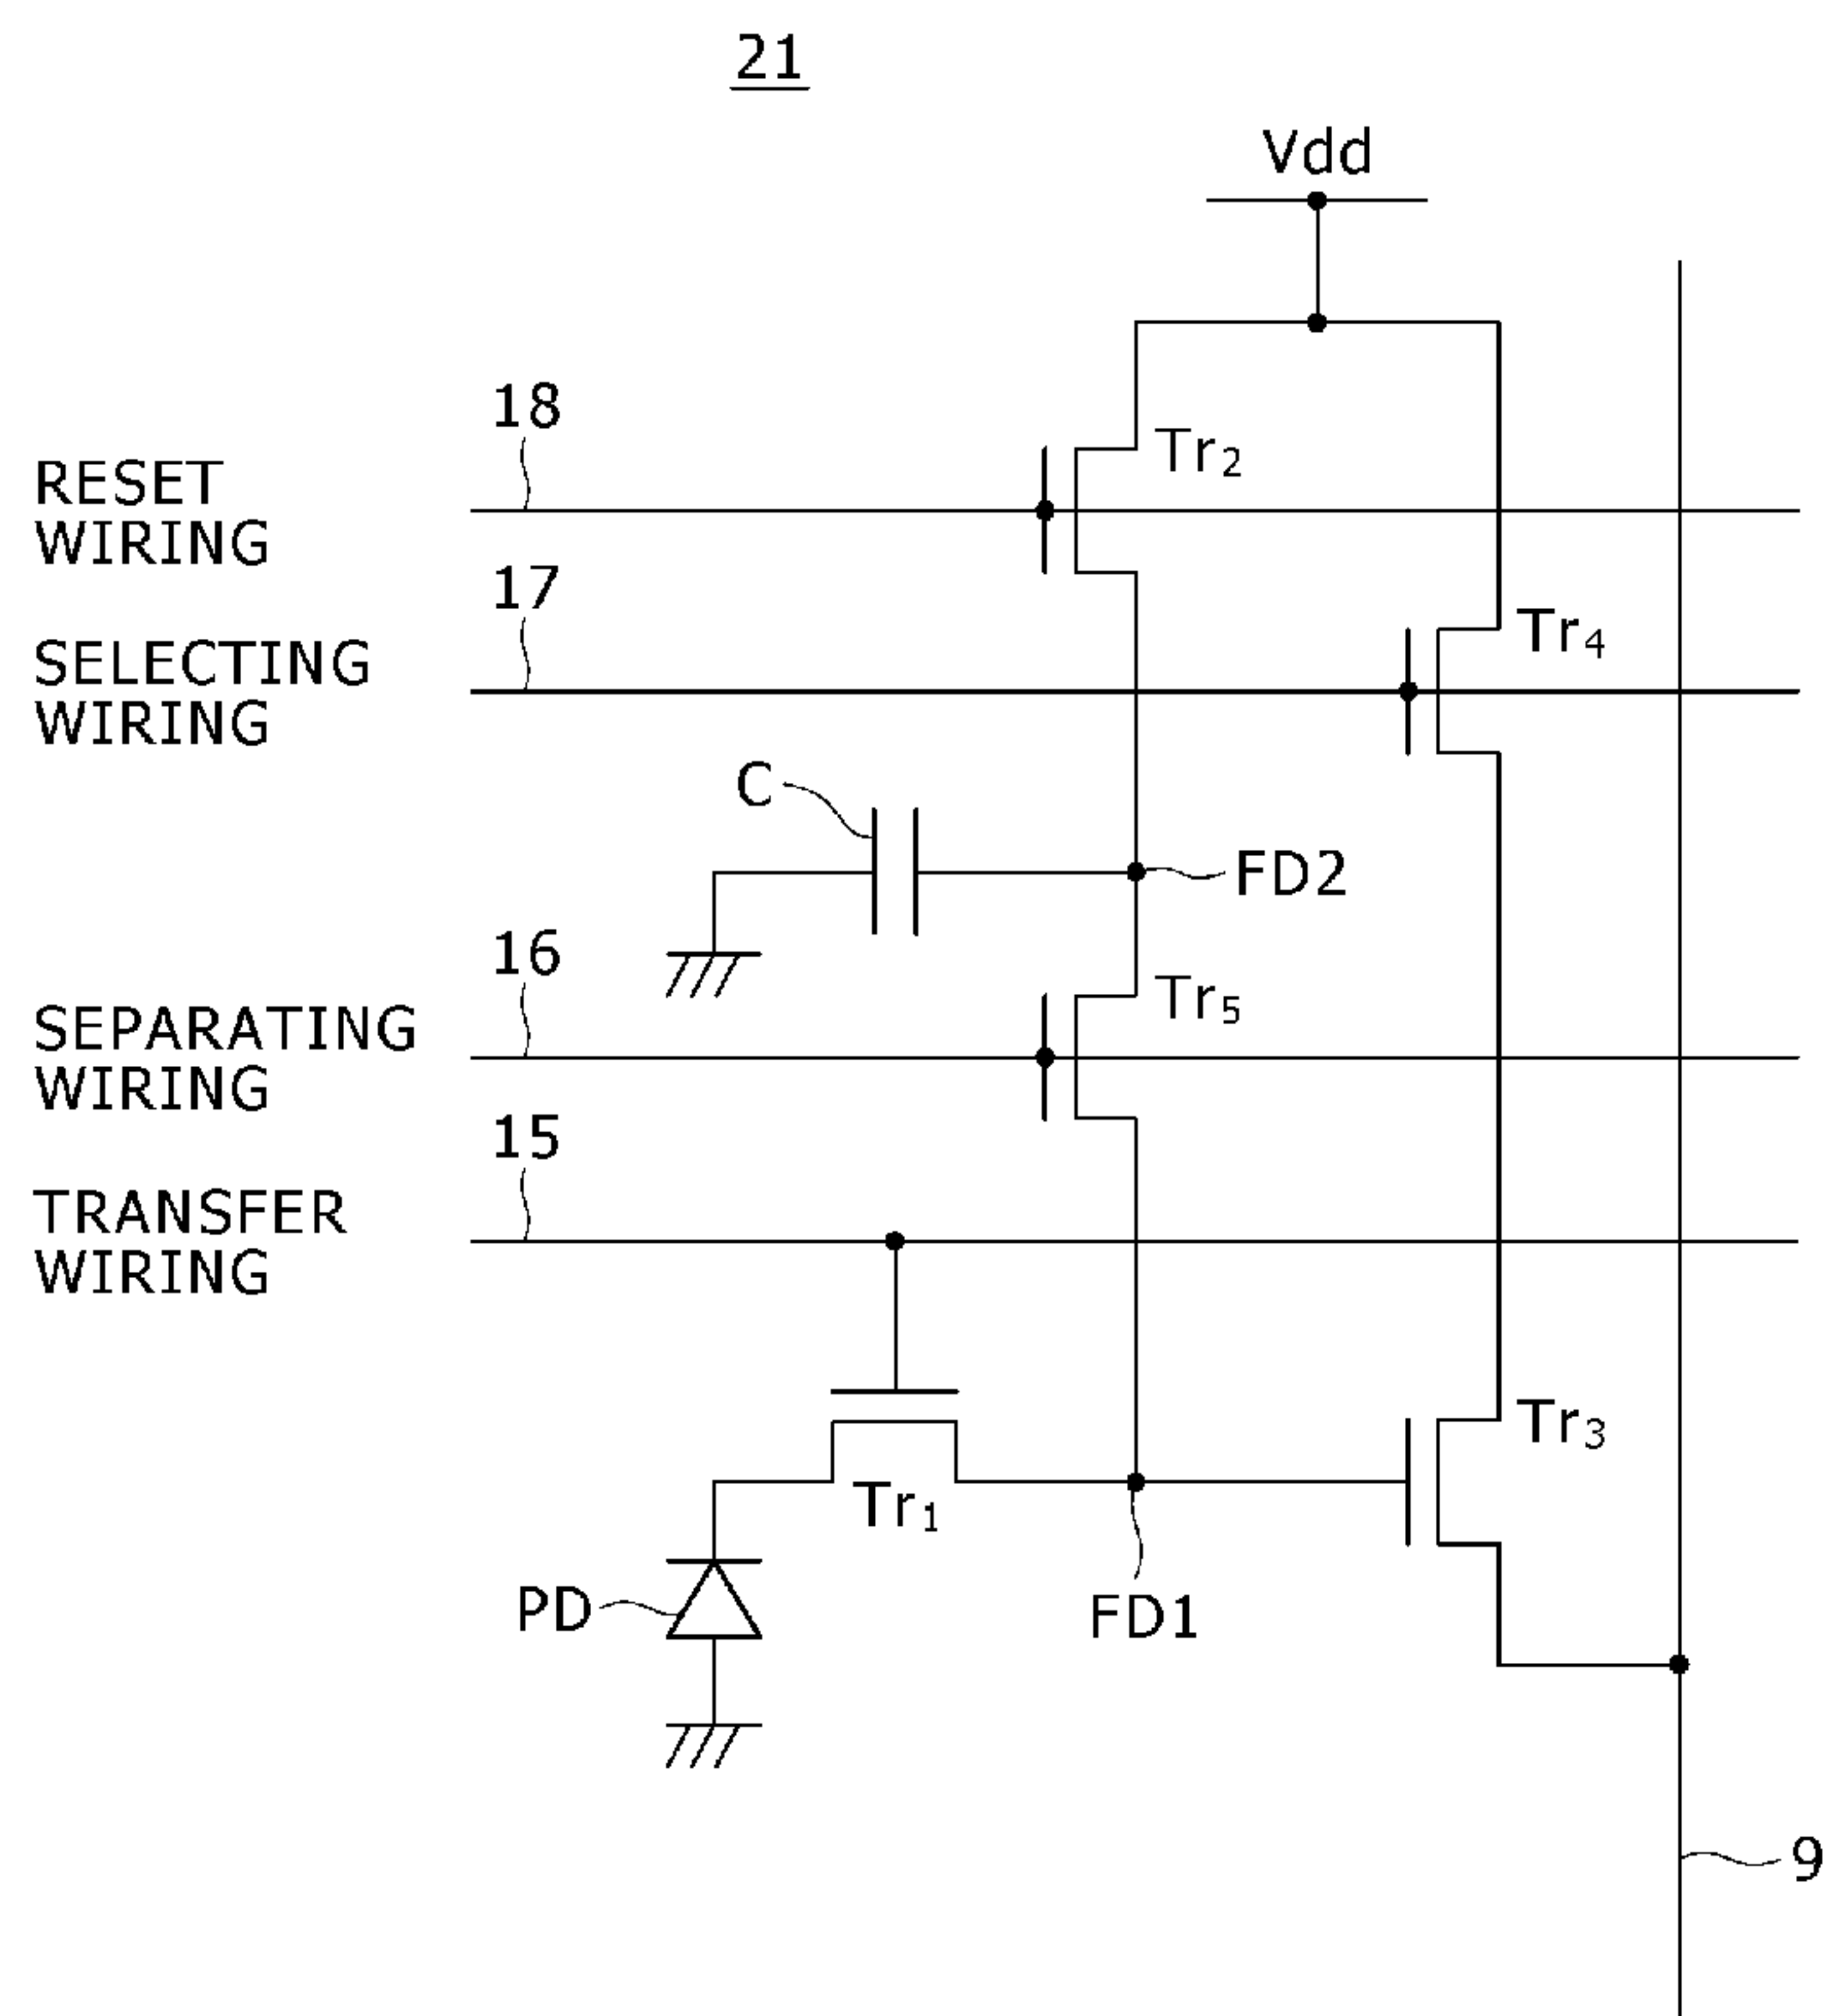 21
Vdd
18
RESET
WIRING
Tr2
17
SELECTING
WIRING
Tr4
C
FD2
16
SEPARATING
WIRING
Tr5
15
TRANSFER
WIRING
Tr1
Tr3
PD
FD1
9